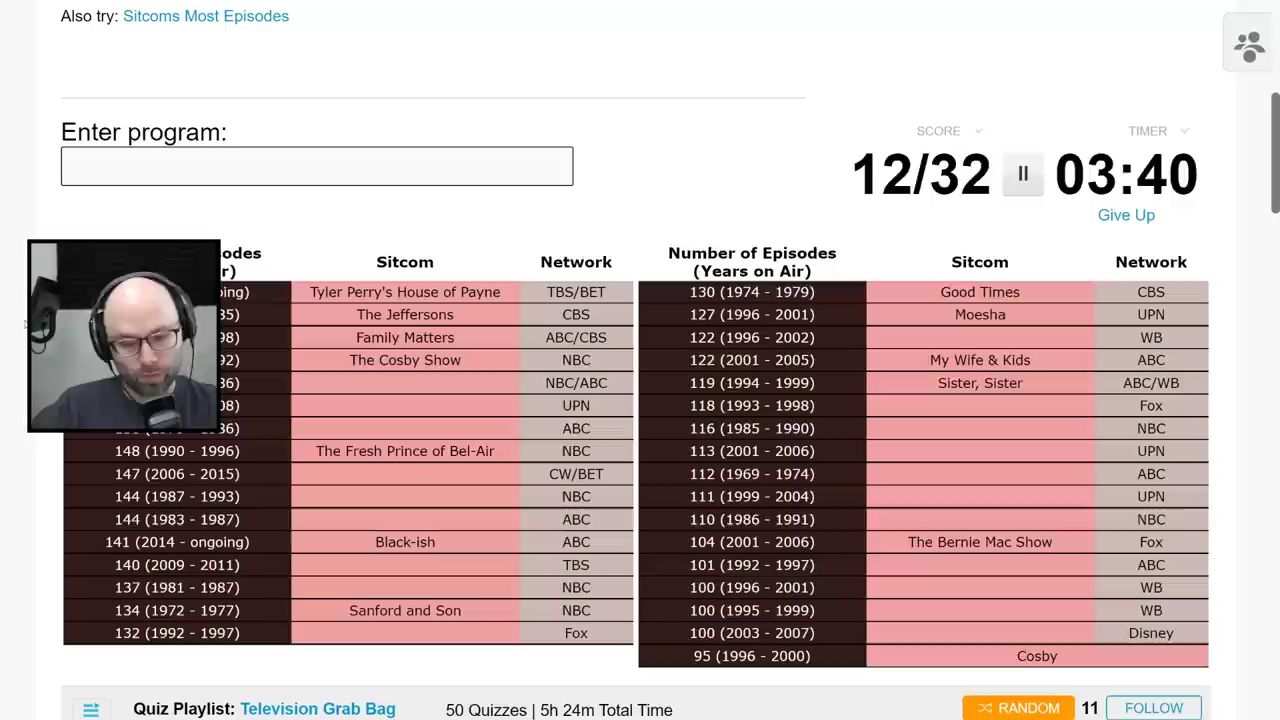 Also try: Sitcoms Most Episodes
Enter program:
SCORE
TIMER
12/32
03:40
Give Up
Sitcom Network
Number of Episodes
(Years on Air)
Sitcom Network
Tyler Perry's House of Payne TBS/BET
The Jeffersons CBS
Family Matters ABC/CBS
The Cosby Show NBC
NBC/ABC
UPN
ABC
148 (1990 - 1996) The Fresh Prince of Bel-Air NBC
147 (2006 - 2015) CW/BET
144 (1987 - 1993) NBC
144 (1983 - 1987) ABC
141 (2014 - ongoing) Black-ish ABC
140 (2009 - 2011) TBS
137 (1981 - 1987) NBC
134 (1972 - 1977) Sanford and Son NBC
132 (1992 - 1997) Fox
130 (1974 - 1979) Good Times CBS
127 (1996 - 2001) Moesha UPN
122 (1996 - 2002) WB
122 (2001 - 2005) My Wife & Kids ABC
119 (1994 - 1999) Sister, Sister ABC/WB
118 (1993 - 1998) Fox
116 (1985 - 1990) NBC
113 (2001 - 2006) UPN
112 (1969 - 1974) ABC
111 (1999 - 2004) UPN
110 (1986 - 1991) NBC
104 (2001 - 2006) The Bernie Mac Show Fox
101 (1992 - 1997) ABC
100 (1996 - 2001) WB
100 (1995 - 1999) WB
100 (2003 - 2007) Disney
95 (1996 - 2000) Cosby
Quiz Playlist: Television Grab Bag 50 Quizzes | 5h 24m Total Time RANDOM 11 FOLLOW